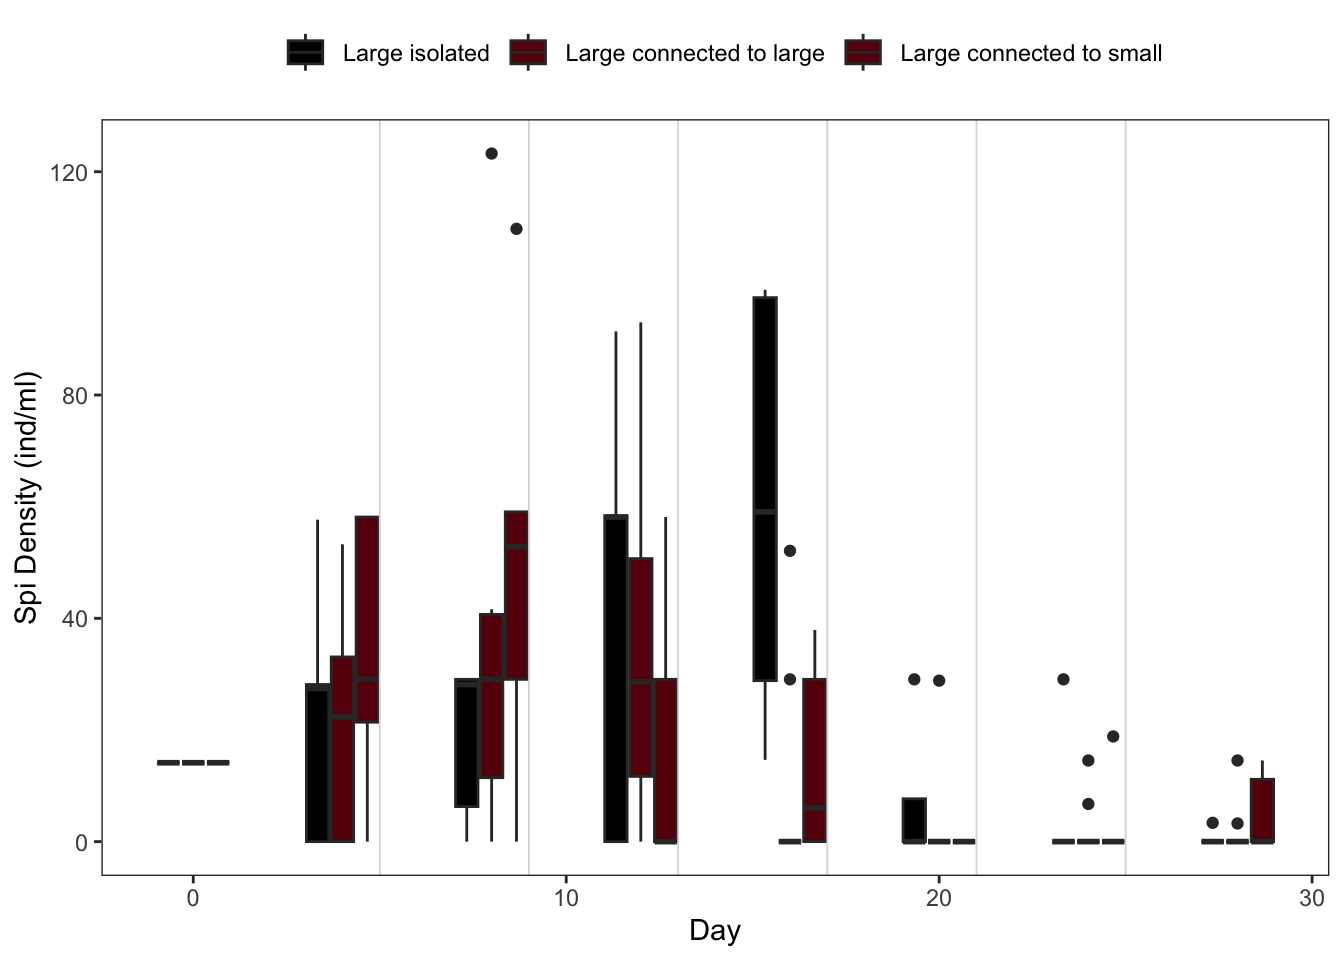 Large isolated Large connected to large Large connected to small
120
80
40
0
Spi Density (ind/ml)
0 10 20 30
Day